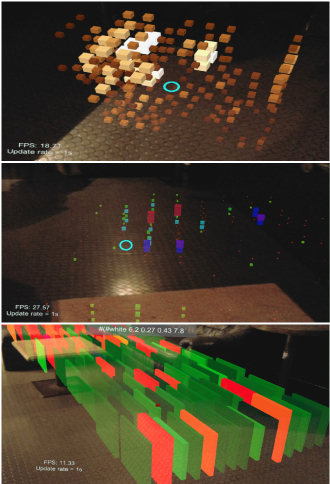 FPS: 18.77
Update rate = 1s
FPS: 27.57
Update rate = 1s
#(#white 6.2 0.27 0.43 7.8
FPS: 11.33
Update rate = 1s